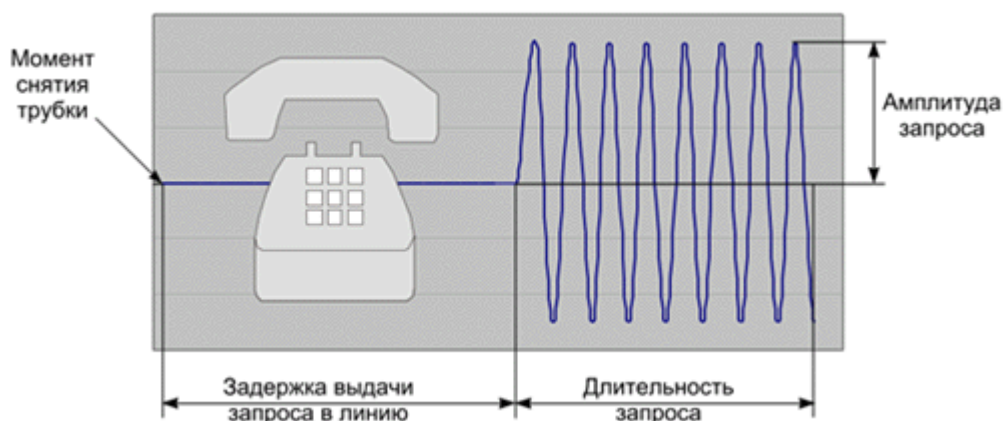 Момент
снятия
трубки
Амплитуда
запроса
Задержка выдачи
запроса в линию
Длительность
запроса